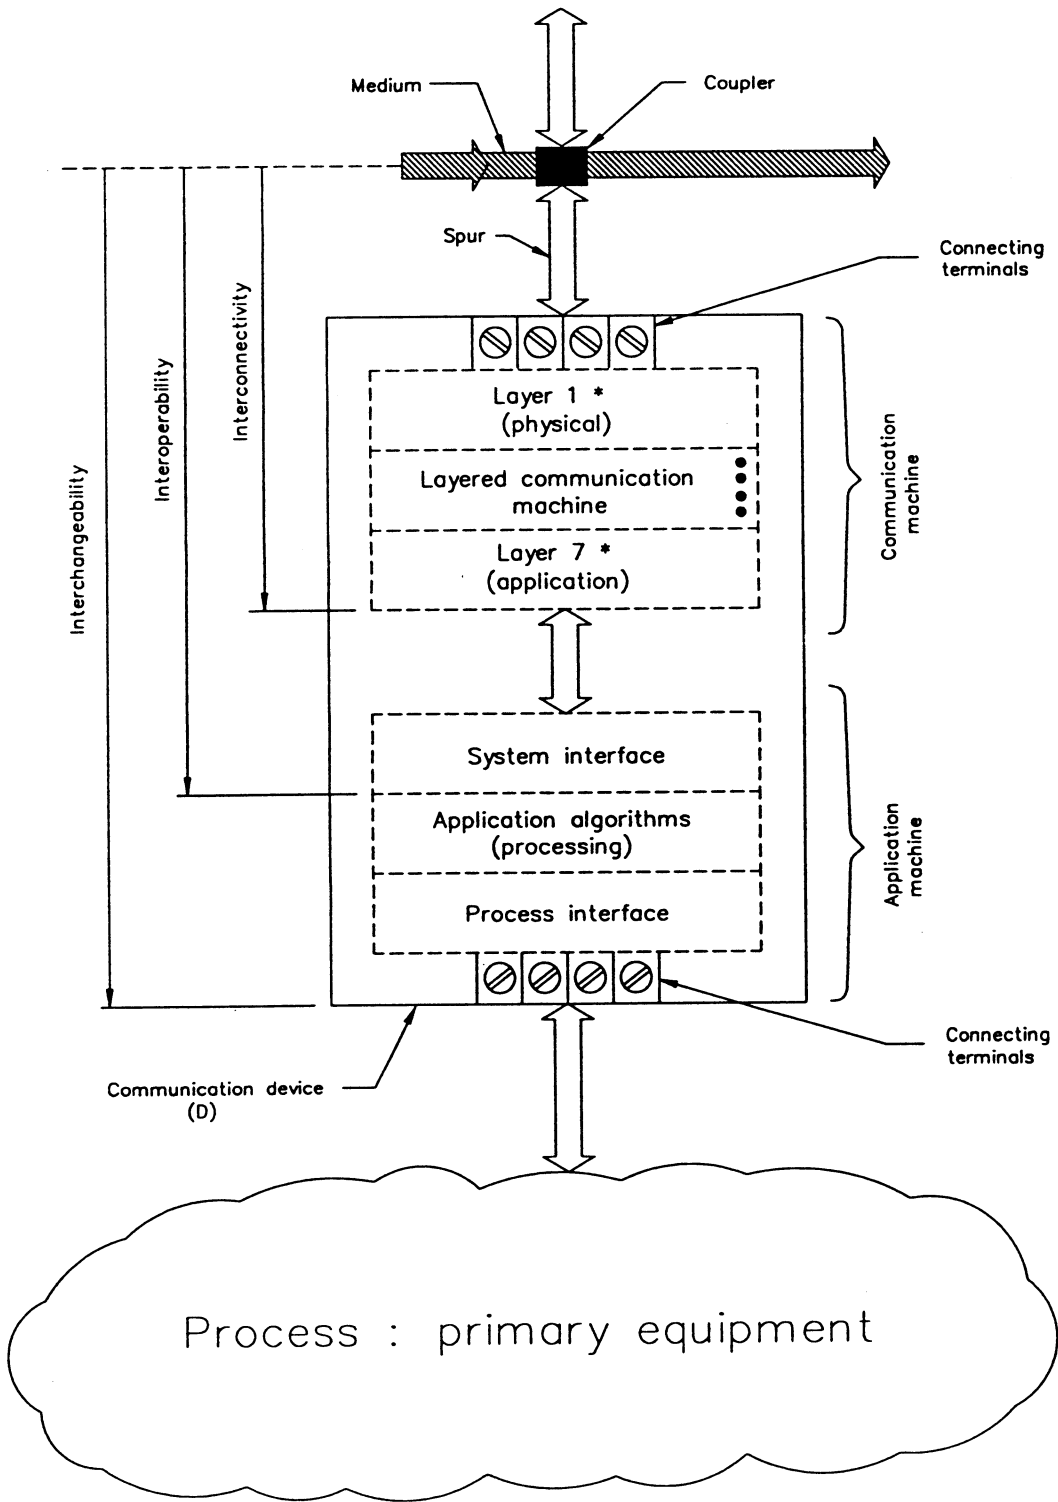 Medium
Coupler
Spur
Connecting
terminals
Interconnectivity
Interoperability
Interchangeability
Layer 1 *
(physical)
Layered communication
machine
Layer 7 *
(application)
Communication
machine
System interface
Application algorithms
(processing)
Process interface
Application
machine
Connecting
terminals
Communication device
(D)
Process : primary equipment